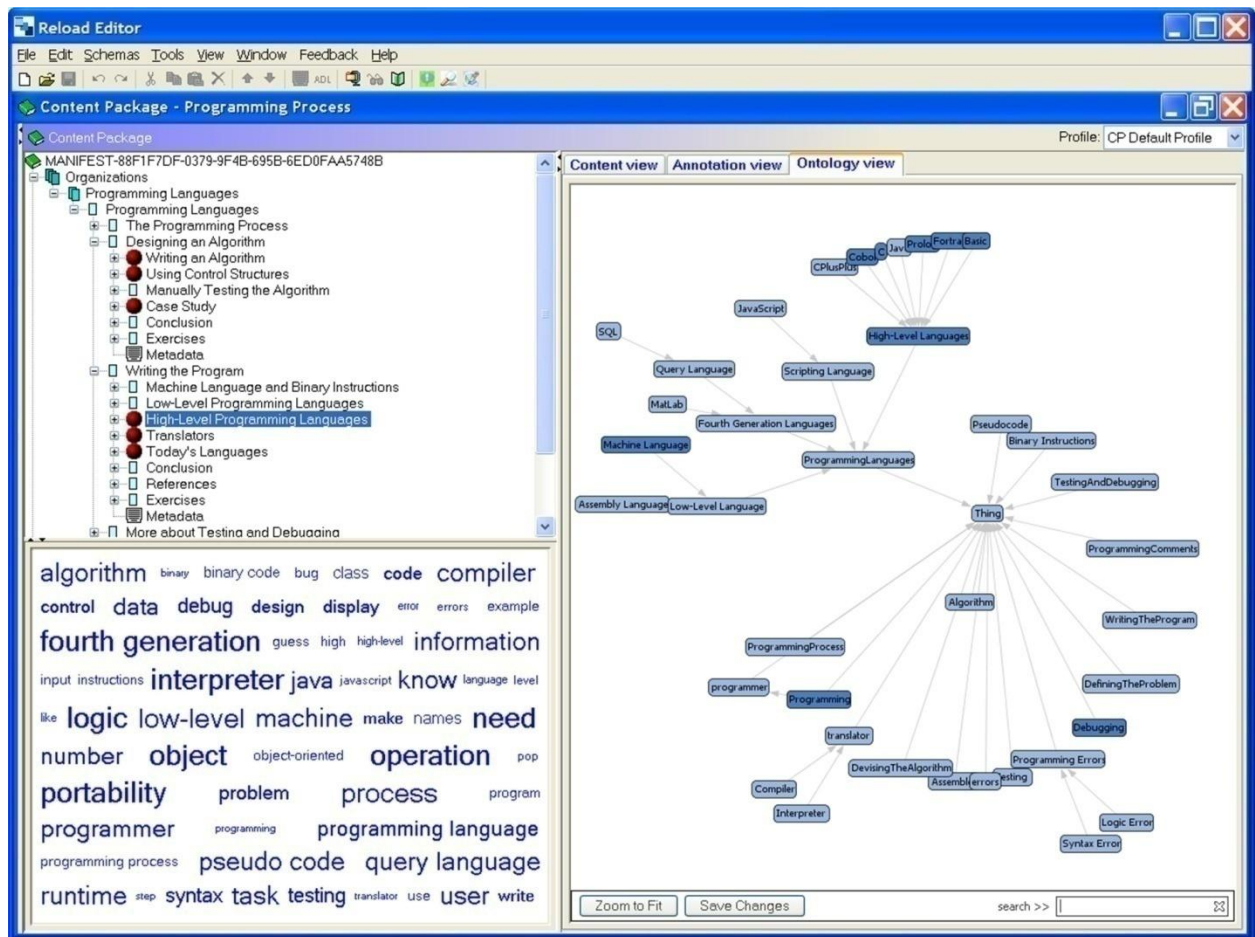 Reload Editor
File Edit Schemas Tools View Window Feedback Help
ADL
Content Package - Programming Process
Content Package
Profile: CP Default Profile
MANIFEST-88F1F7DF-0379-9F4B-695B-6ED0FAA5748B
Organizations
Programming Languages
Programming Languages
The Programming Process
Designing an Algorithm
Writing an Algorithm
Using Control Structures
Manually Testing the Algorithm
Case Study
Conclusion
Exercises
Metadata
Writing the Program
Machine Language and Binary Instructions
Low-Level Programming Languages
High-Level Programming Languages
Translators
Today's Languages
Conclusion
References
Exercises
Metadata
More about Testing and Debugging
algorithm binary binary code bug class code compiler
control data debug design display error errors example
fourth generation guess high high-level information
input instructions interpreter java javascript know language level
like logic low-level machine make names need
number object object-oriented operation pop
portability problem process program
programmer programming programming language
programming process pseudo code query language
runtime step syntax task testing translator use user write
Content view Annotation view Ontology view
CPlusPlus Cobol C Jav Prolo Fortra Basic
JavaScript
SQL
High-Level Languages
Query Language
Scripting Language
MatLab
Fourth Generation Languages
Pseudocode
Machine Language
Binary Instructions
ProgrammingLanguages
TestingAndDebugging
Assembly Language
Low-Level Language
Thing
ProgrammingComments
Algorithm
WritingTheProgram
ProgrammingProcess
DefiningTheProblem
programmer
Programming
Debugging
translator
Programming Errors
DevisingTheAlgorithm
Assembl errors esting
Compiler
Interpreter
Logic Error
Syntax Error
Zoom to Fit Save Changes search >>